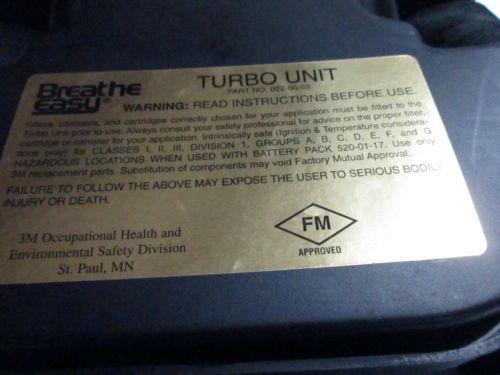 Breathe Easy® TURBO UNIT
PART NO. 022-00-03
WARNING: READ INSTRUCTIONS BEFORE USE.
Filters, canisters, and cartridges correctly chosen for your application must be fitted to the
Turbo Unit prior to use. Always consult your safety professional for advice on the proper filter,
cartridge or canister for your application. Intrinsically safe (Ignition & Temperature considera-
tions only) for CLASSES I, II, III, DIVISION 1, GROUPS A, B, C, D, E, F, and G
HAZARDOUS LOCATIONS WHEN USED WITH BATTERY PACK 520-01-17. Use only
3M replacement parts. Substitution of components may void Factory Mutual Approval.
FAILURE TO FOLLOW THE ABOVE MAY EXPOSE THE USER TO SERIOUS BODILY
INJURY OR DEATH.
3M Occupational Health and
Environmental Safety Division
St. Paul, MN
FM
APPROVED